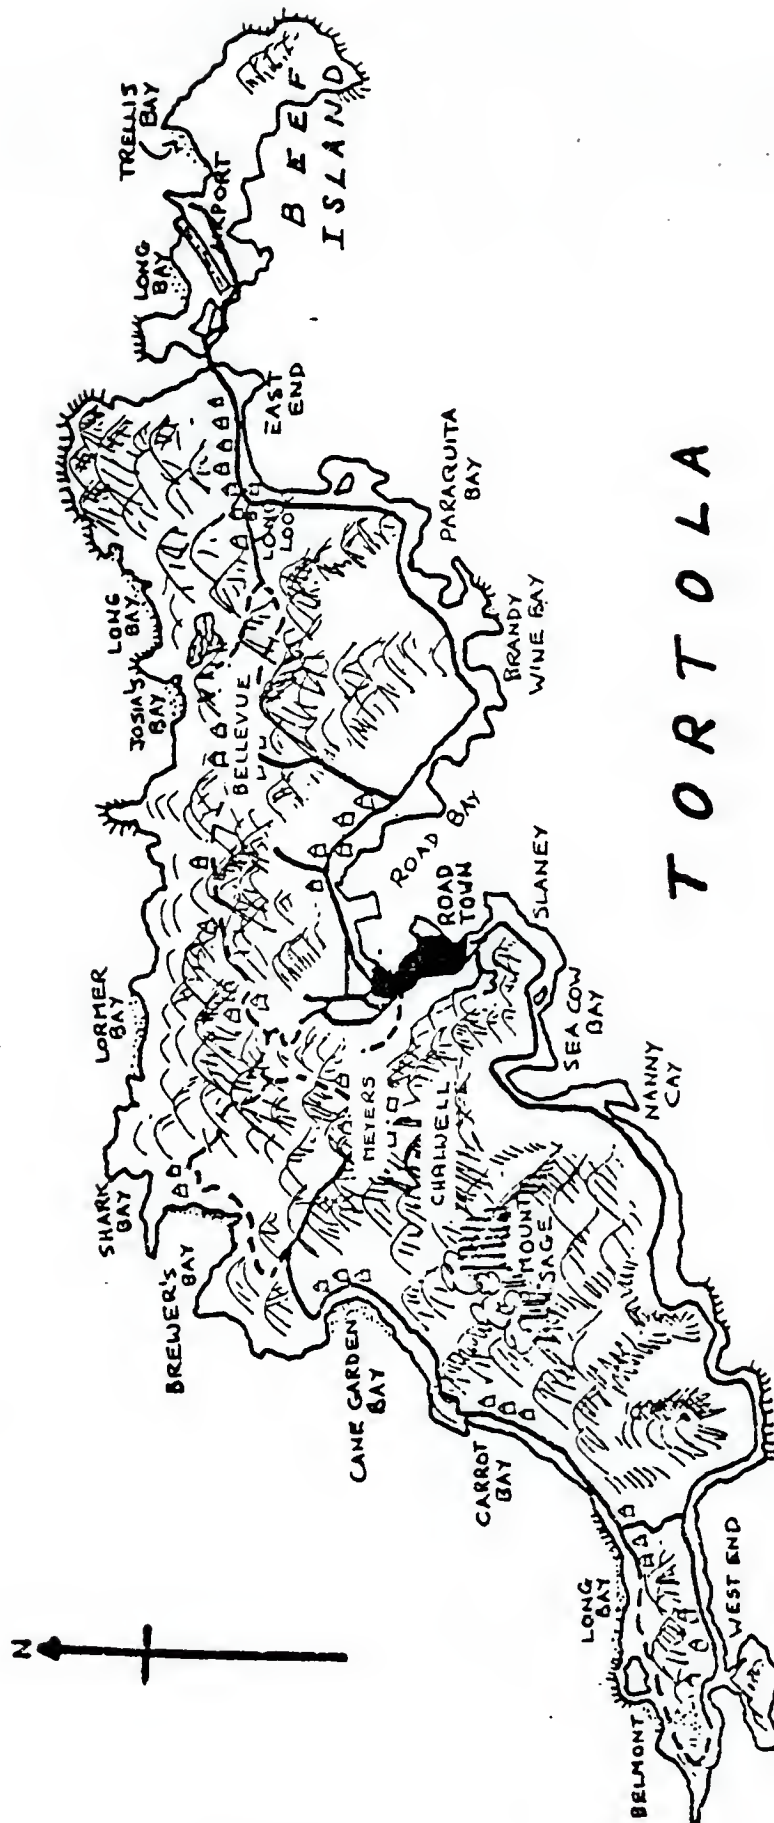 N
TRELLIS
BAY
LONG
BAY
AIRPORT
BEEF
ISLAND
EAST
END
LONG
LOOK
PARAQUITA
BAY
LONG
BAY
JOSIA'S
BAY
BELLEVUE
BRANDY
WINE BAY
ROAD BAY
ROAD
TOWN
SLANEY
LORMER
BAY
SHARK
BAY
BREWER'S
BAY
MEYERS
CHALWELL
SEA COW
BAY
NANNY
CAY
MOUNT
SAGE
CANE GARDEN
BAY
CARROT
BAY
LONG
BAY
WEST END
BELMONT
TORTOLA